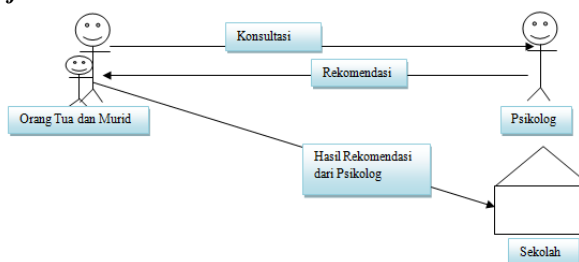 Konsultasi
Rekomendasi
Orang Tua dan Murid
Psikolog
Hasil Rekomendasi
dari Psikolog
Sekolah